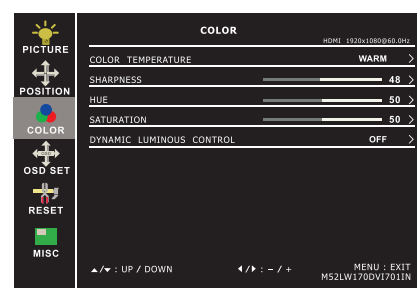 COLOR
HDMI 1920x1080@60.0Hz
PICTURE
POSITION
COLOR
OSD
OSD SET
RESET
MISC
COLOR TEMPERATURE WARM >
SHARPNESS 48 >
HUE 50 >
SATURATION 50 >
DYNAMIC LUMINOUS CONTROL OFF >
▲/▼ : UP / DOWN ◀/▶ : - / + MENU : EXIT
M52LW170DVI701IN